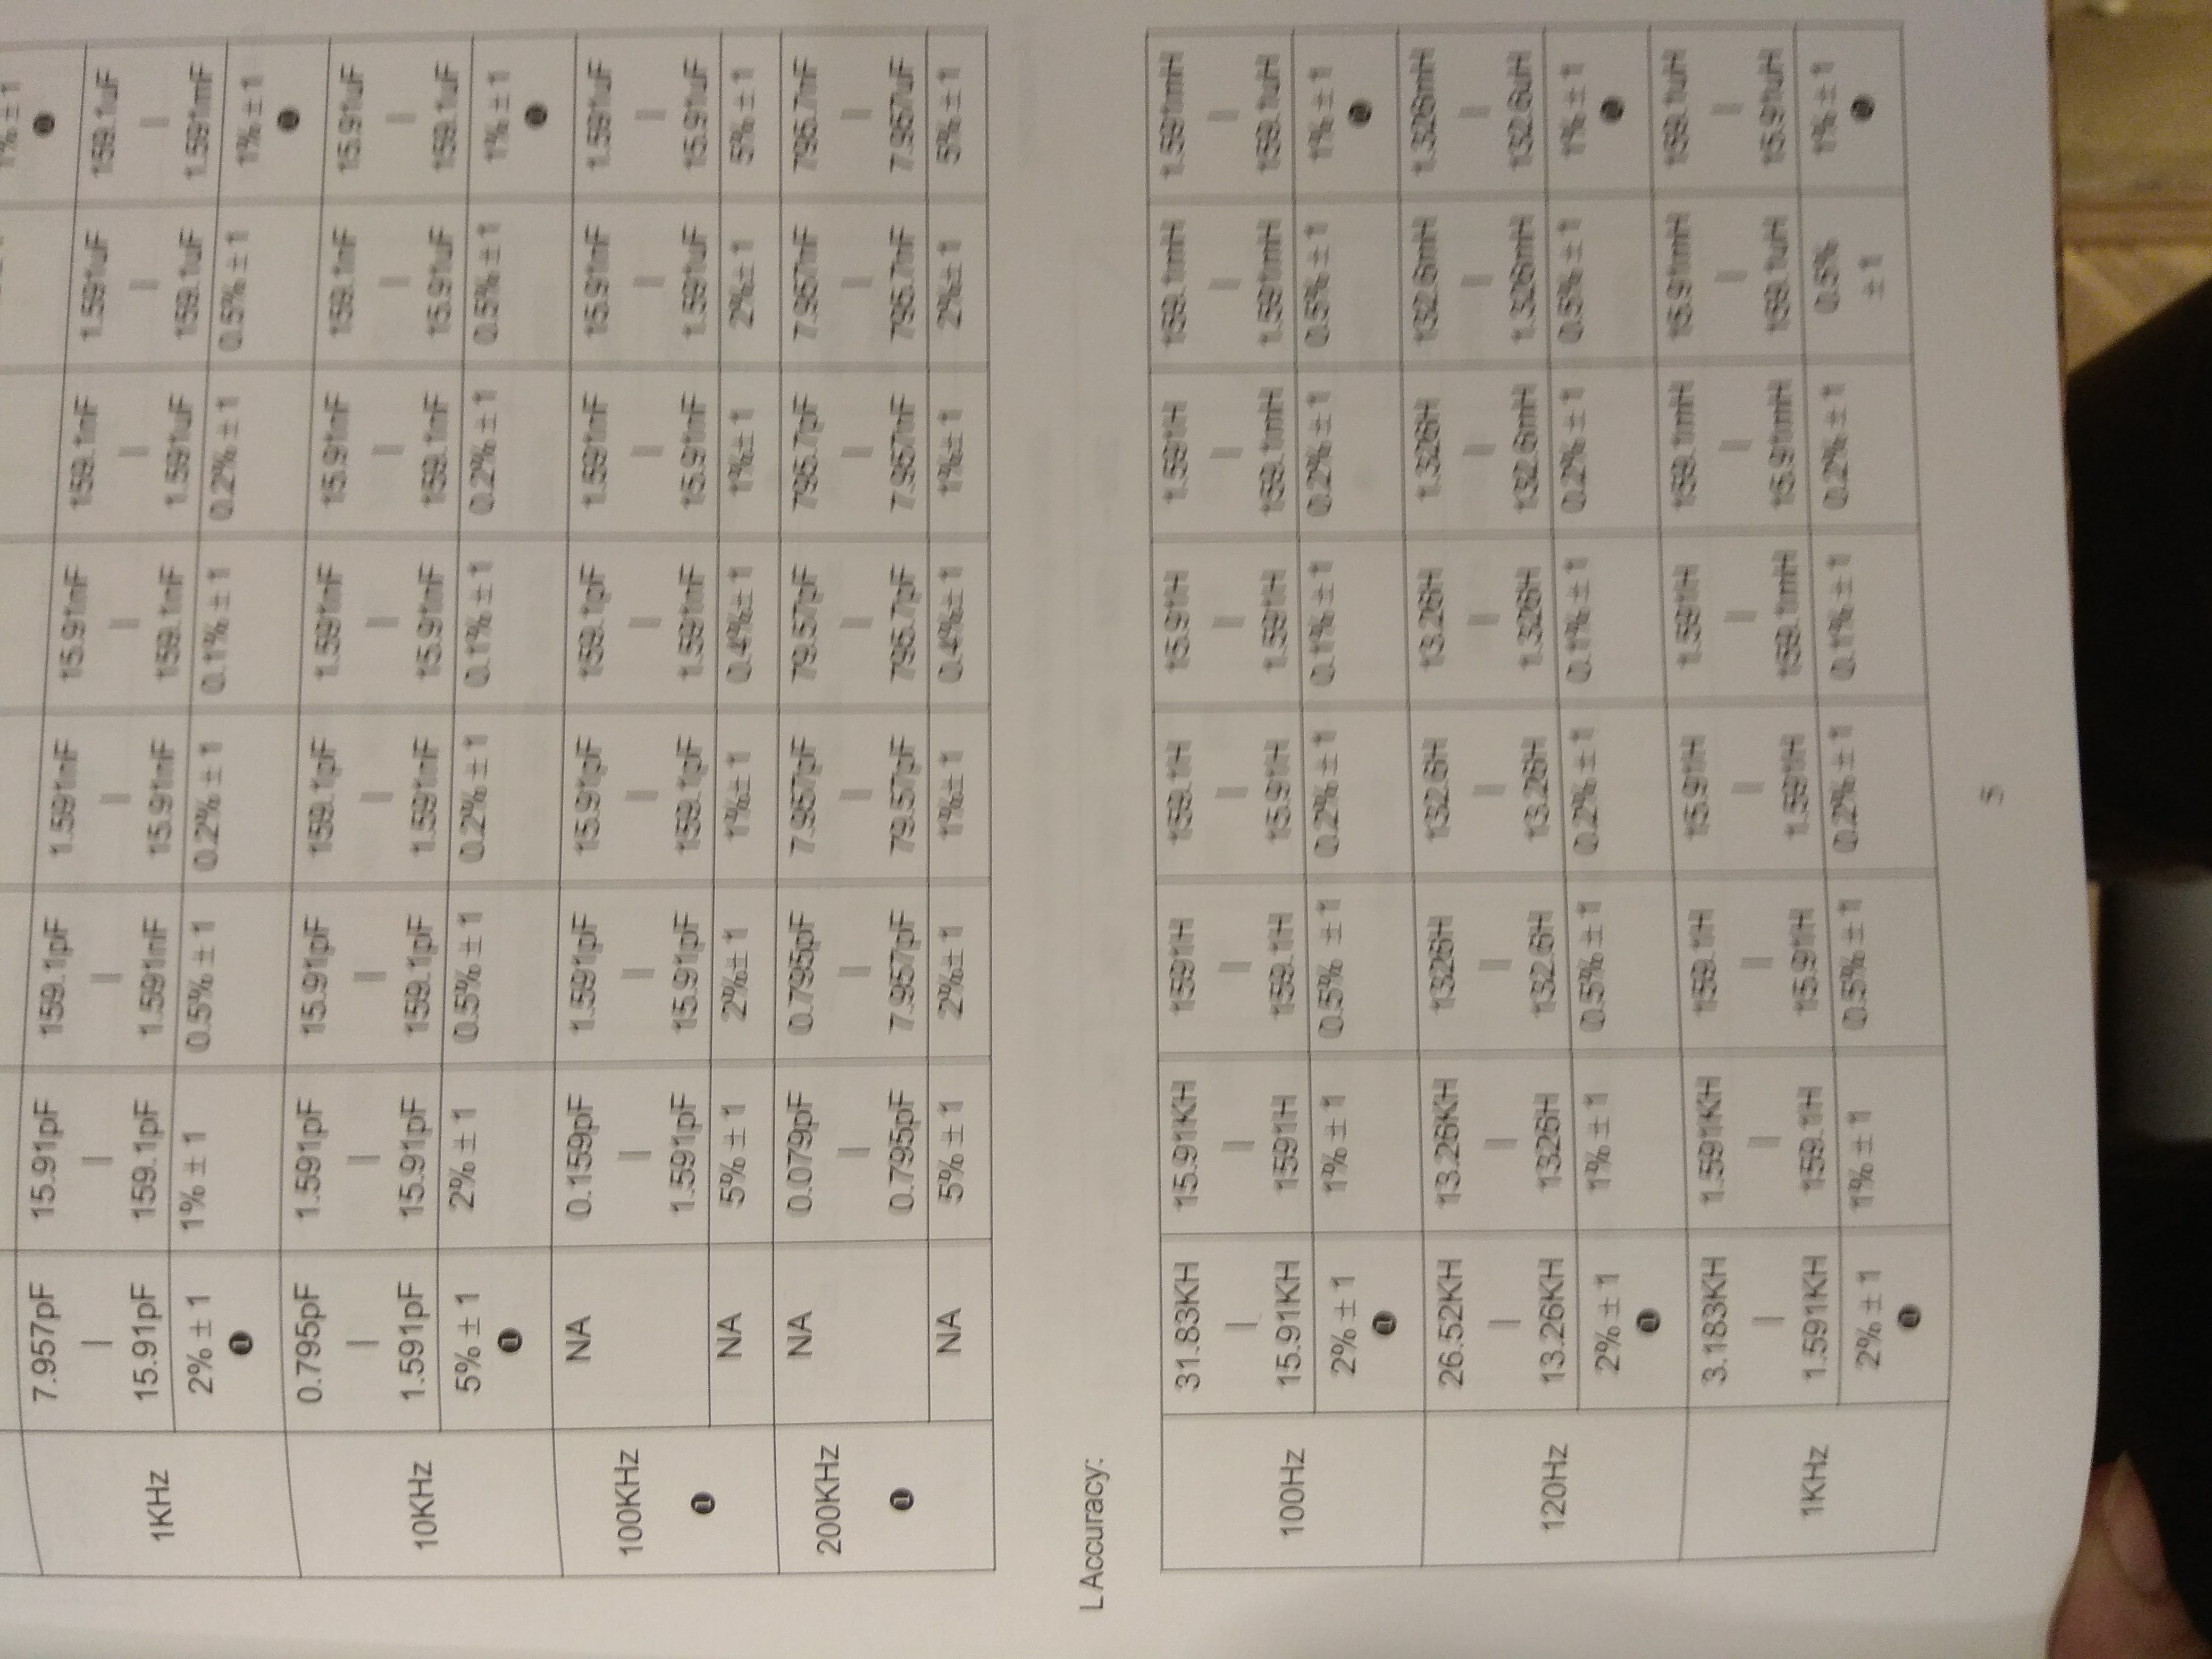 1%±1
❶
7.957pF 15.91pF 159.1pF 1.591nF 15.91nF 159.1nF 1.591uF 159.1uF
1KHz | | | | | | | |
15.91pF 159.1pF 1.591nF 15.91nF 159.1nF 1.591uF 159.1uF 1.591mF
2%±1 1%±1 0.5%±1 0.2%±1 0.1%±1 0.2%±1 0.5%±1 1%±1
❶ ❶
0.795pF 1.591pF 15.91pF 159.1pF 1.591nF 15.91nF 159.1nF 15.91uF
10KHz | | | | | | | |
1.591pF 15.91pF 159.1pF 1.591nF 15.91nF 159.1nF 15.91uF 159.1uF
5%±1 2%±1 0.5%±1 0.2%±1 0.1%±1 0.2%±1 0.5%±1 1%±1
❶ ❶
NA 0.159pF 1.591pF 15.91pF 159.1pF 1.591nF 15.91nF 1.591uF
100KHz | | | | | | |
1.591pF 15.91pF 159.1pF 1.591nF 15.91nF 1.591uF 15.91uF
❶ NA 5%±1 2%±1 1%±1 0.4%±1 1%±1 2%±1 5%±1
NA 0.079pF 0.795pF 7.957pF 79.57pF 795.7pF 7.957nF 795.7nF
200KHz | | | | | | |
❶ 0.795pF 7.957pF 79.57pF 795.7pF 7.957nF 795.7nF 7.957uF
NA 5%±1 2%±1 1%±1 0.4%±1 1%±1 2%±1 5%±1
L Accuracy:
31.83KH 15.91KH 1591H 159.1H 15.91H 1.591H 159.1mH 1.591mH
100Hz | | | | | | | |
15.91KH 1591H 159.1H 15.91H 1.591H 159.1mH 1.591mH 159.1uH
2%±1 1%±1 0.5% ±1 0.2%±1 0.1%±1 0.2%±1 0.5%±1 1%±1
❶ ❶
26.52KH 13.26KH 1326H 132.6H 13.26H 1.326H 132.6mH 1.326mH
120Hz | | | | | | | |
13.26KH 1326H 132.6H 13.26H 1.326H 132.6mH 1.326mH 132.6uH
2%±1 1%±1 0.5%±1 0.2%±1 0.1%±1 0.2%±1 0.5%±1 1%±1
❶ ❶
3.183KH 1.591KH 159.1H 15.91H 1.591H 159.1mH 15.91mH 159.1uH
1KHz | | | | | | | |
1.591KH 159.1H 15.91H 1.591H 159.1mH 15.91mH 159.1uH 15.91uH
2%±1 1%±1 0.5%±1 0.2%±1 0.1%±1 0.2%±1 0.5% 1%±1
❶ ±1 ❶
5